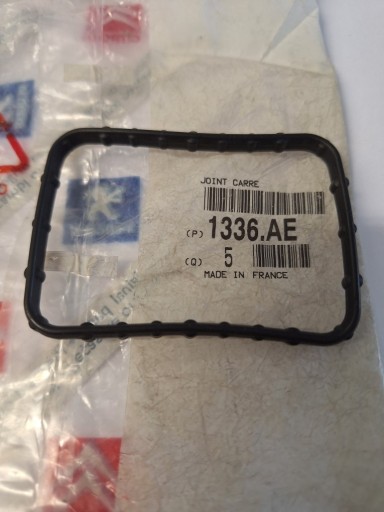 JOINT CARRE
(P) 1336.AE
(Q) 5
MADE IN FRANCE